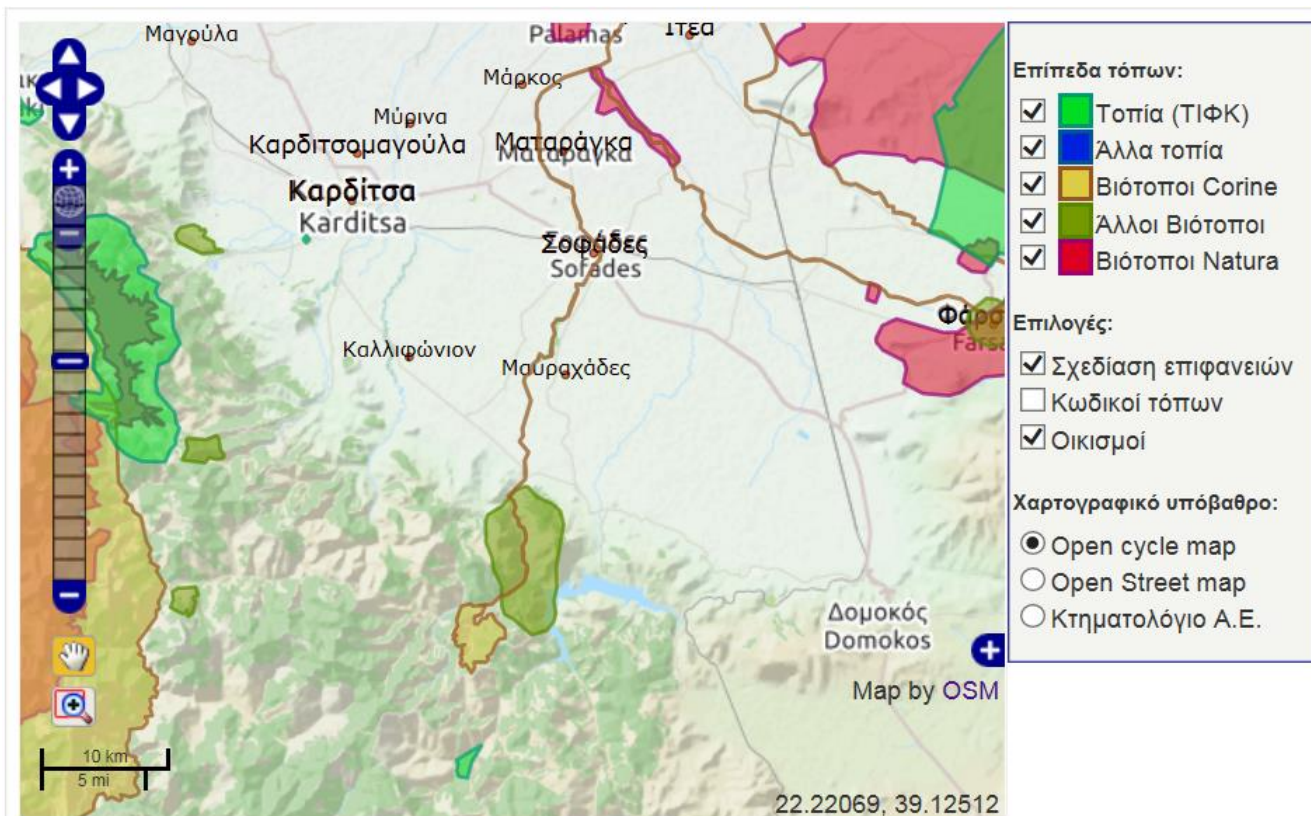 Μαγούλα
Palamas
Ιτέα
Μάρκος
Μύρινα
Καρδιτσομαγούλα
Ματαράγκα
Ματαράγκα
Καρδίτσα
Karditsa
Σοφάδες
Σοφάδες
Sofades
Φάρσ
Farsa
Καλλιφώνιον
Μαυραχάδες
Δομοκός
Domokos
Map by OSM
10 km
5 mi
22.22069, 39.12512
Επίπεδα τόπων:
Τοπία (ΤΙΦΚ)
Άλλα τοπία
Βιότοποι Corine
Άλλοι Βιότοποι
Βιότοποι Natura
Επιλογές:
Σχεδίαση επιφανειών
Κωδικοί τόπων
Οικισμοί
Χαρτογραφικό υπόβαθρο:
Open cycle map
Open Street map
Κτηματολόγιο Α.Ε.